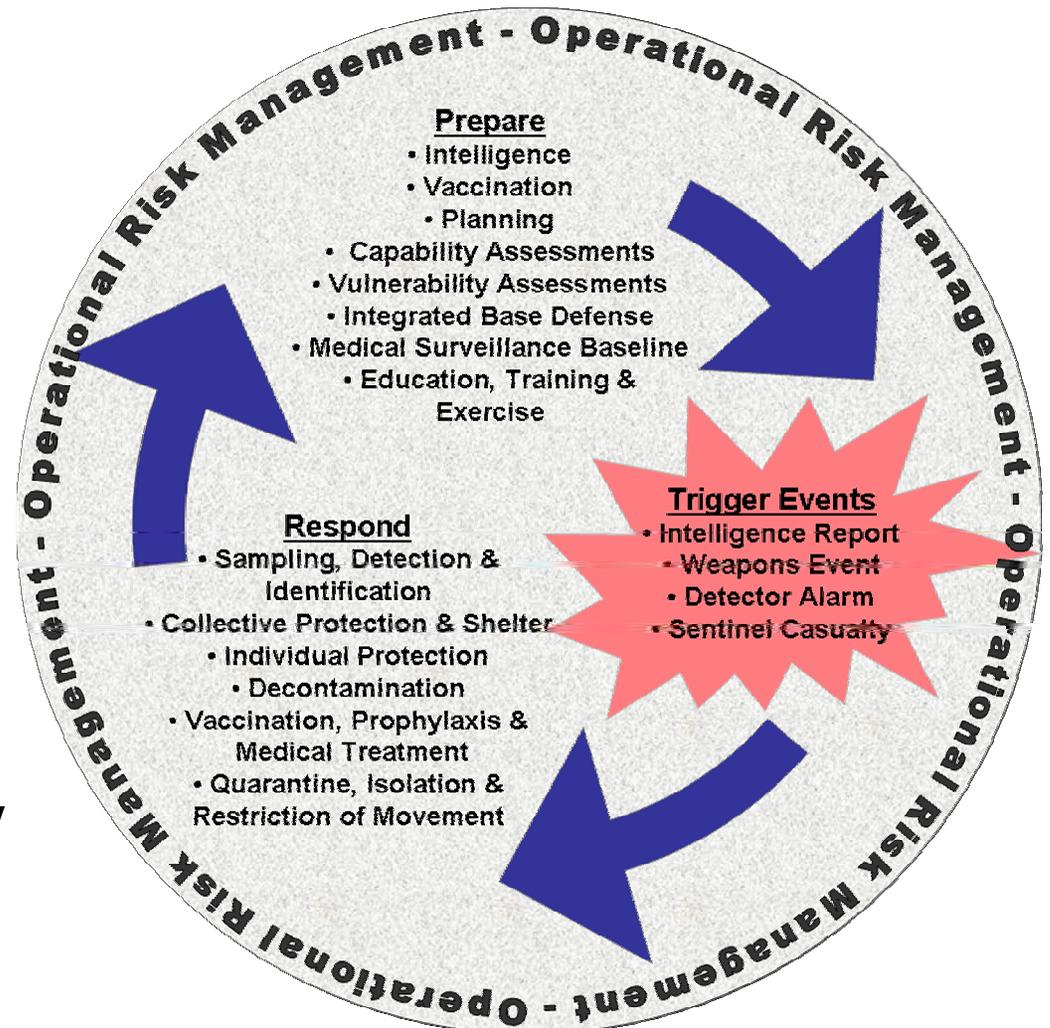 Operational Risk Management - Operational Risk Management - Operational Risk Management - Operational Risk Management -
Prepare
• Intelligence
• Vaccination
• Planning
• Capability Assessments
• Vulnerability Assessments
• Integrated Base Defense
• Medical Surveillance Baseline
• Education, Training &
Exercise
Trigger Events
• Intelligence Report
• Weapons Event
• Detector Alarm
• Sentinel Casualty
Respond
• Sampling, Detection &
Identification
• Collective Protection & Shelter
• Individual Protection
• Decontamination
• Vaccination, Prophylaxis &
Medical Treatment
• Quarantine, Isolation &
Restriction of Movement